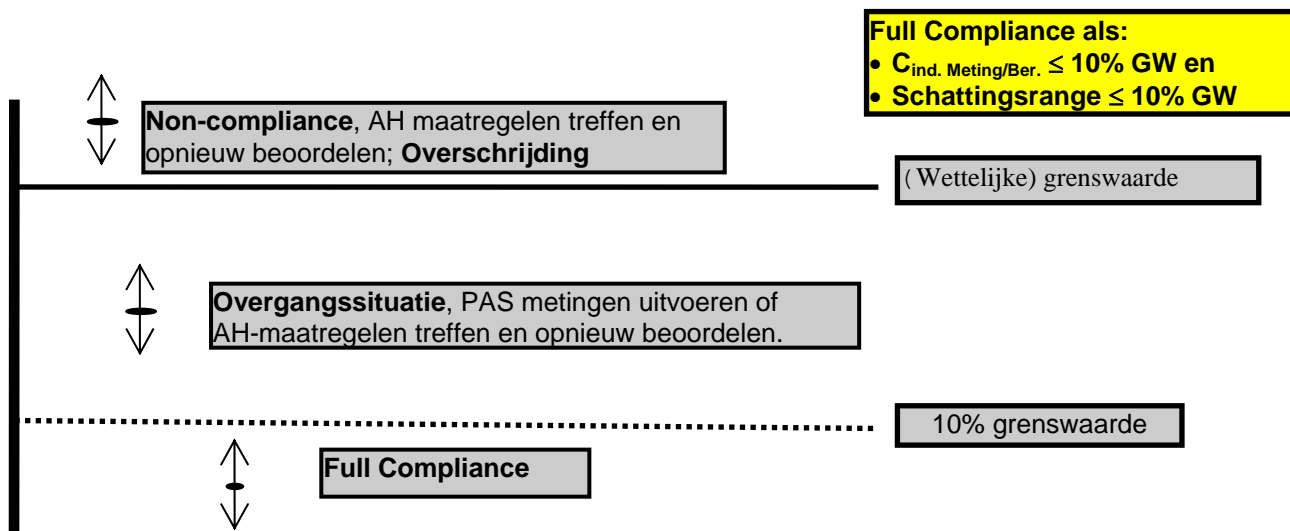 Full Compliance als:
• C ind. Meting/Ber. ≤ 10% GW en
• Schattingsrange ≤ 10% GW
Non-compliance, AH maatregelen treffen en
opnieuw beoordelen; Overschrijding
(Wettelijke) grenswaarde
Overgangssituatie, PAS metingen uitvoeren of
AH-maatregelen treffen en opnieuw beoordelen.
10% grenswaarde
Full Compliance